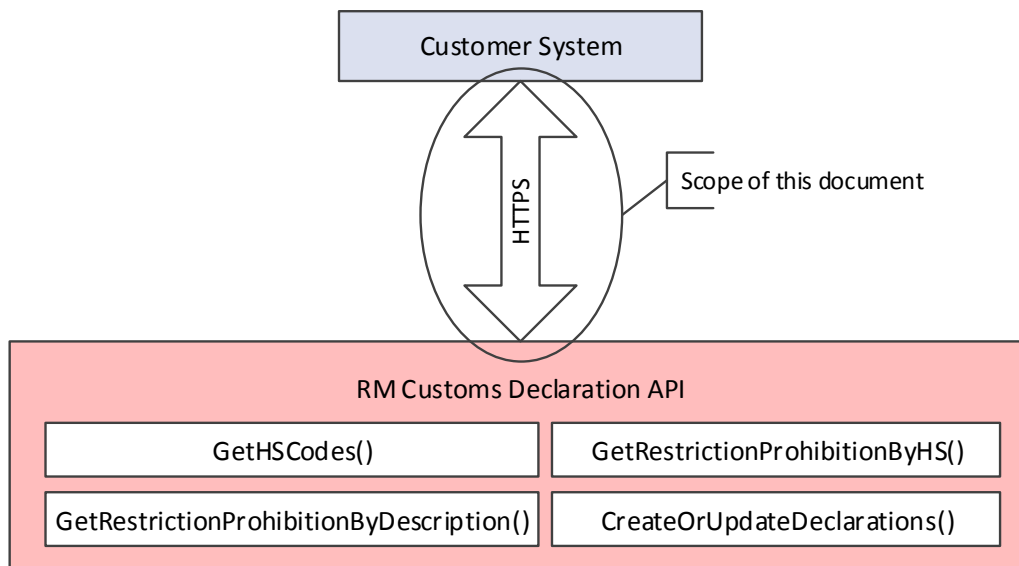 Customer System
HTTPS
Scope of this document
RM Customs Declaration API
GetHSCodes()
GetRestrictionProhibitionByHS()
GetRestrictionProhibitionByDescription()
CreateOrUpdateDeclarations()